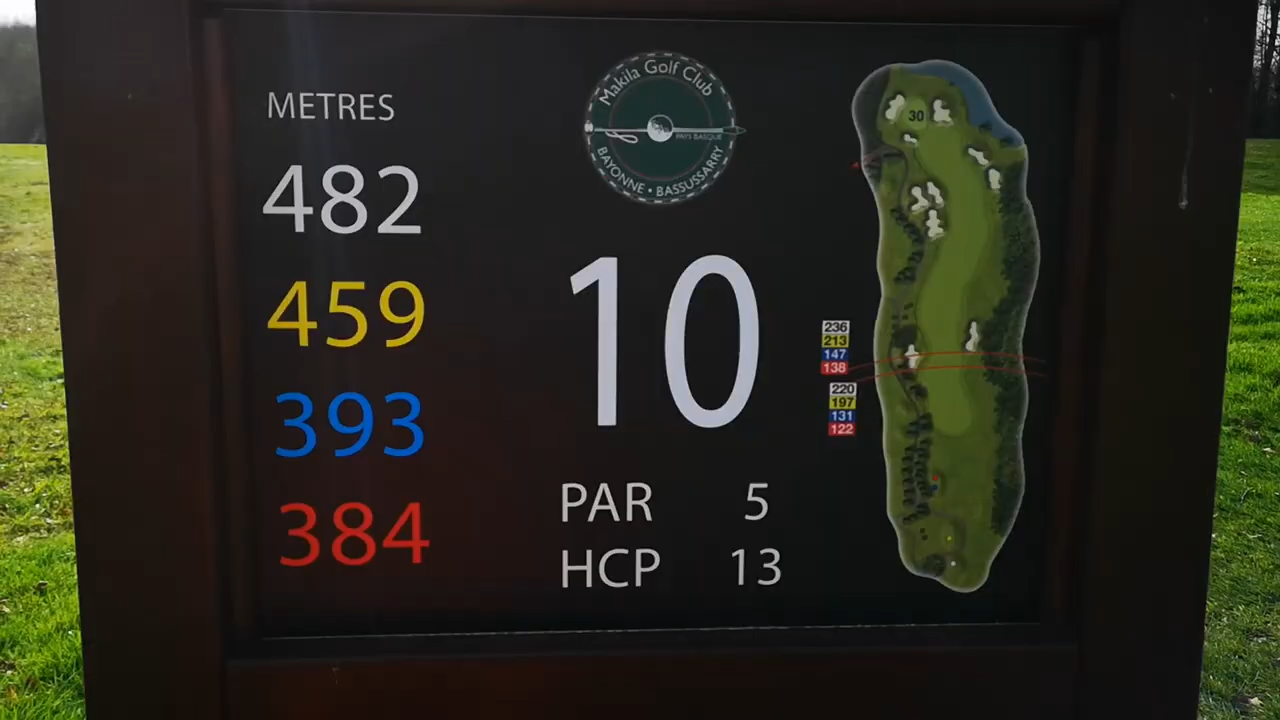 METRES
482
459
393
384
Makila Golf Club
PAYS BASQUE
BAYONNE • BASSUSSARRY
10
PAR 5
HCP 13
30
236
213
147
138
220
197
131
122